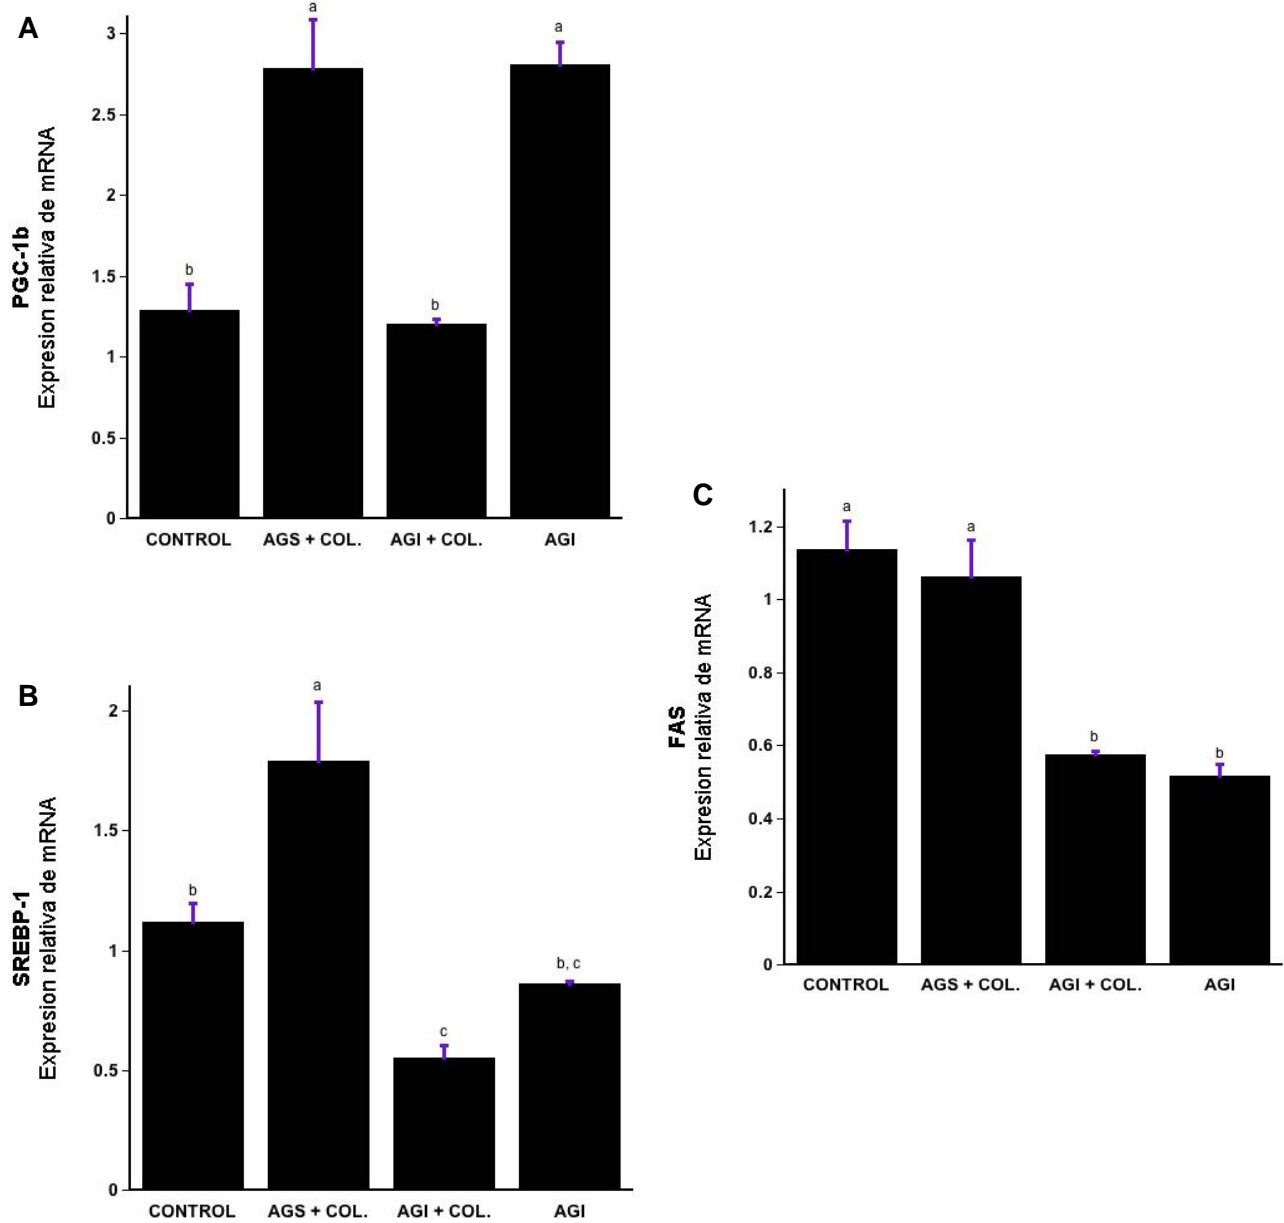 A
PGC-1b
Expresion relativa de mRNA
3
2.5
2
1.5
1
0.5
0
b
a
b
a
CONTROL
AGS + COL.
AGI + COL.
AGI
B
SREBP-1
Expresion relativa de mRNA
2
1.5
1
0.5
0
b
a
c
b, c
CONTROL
AGS + COL.
AGI + COL.
AGI
C
FAS
Expresion relativa de mRNA
1.2
1
0.8
0.6
0.4
0.2
0
a
a
b
b
CONTROL
AGS + COL.
AGI + COL.
AGI